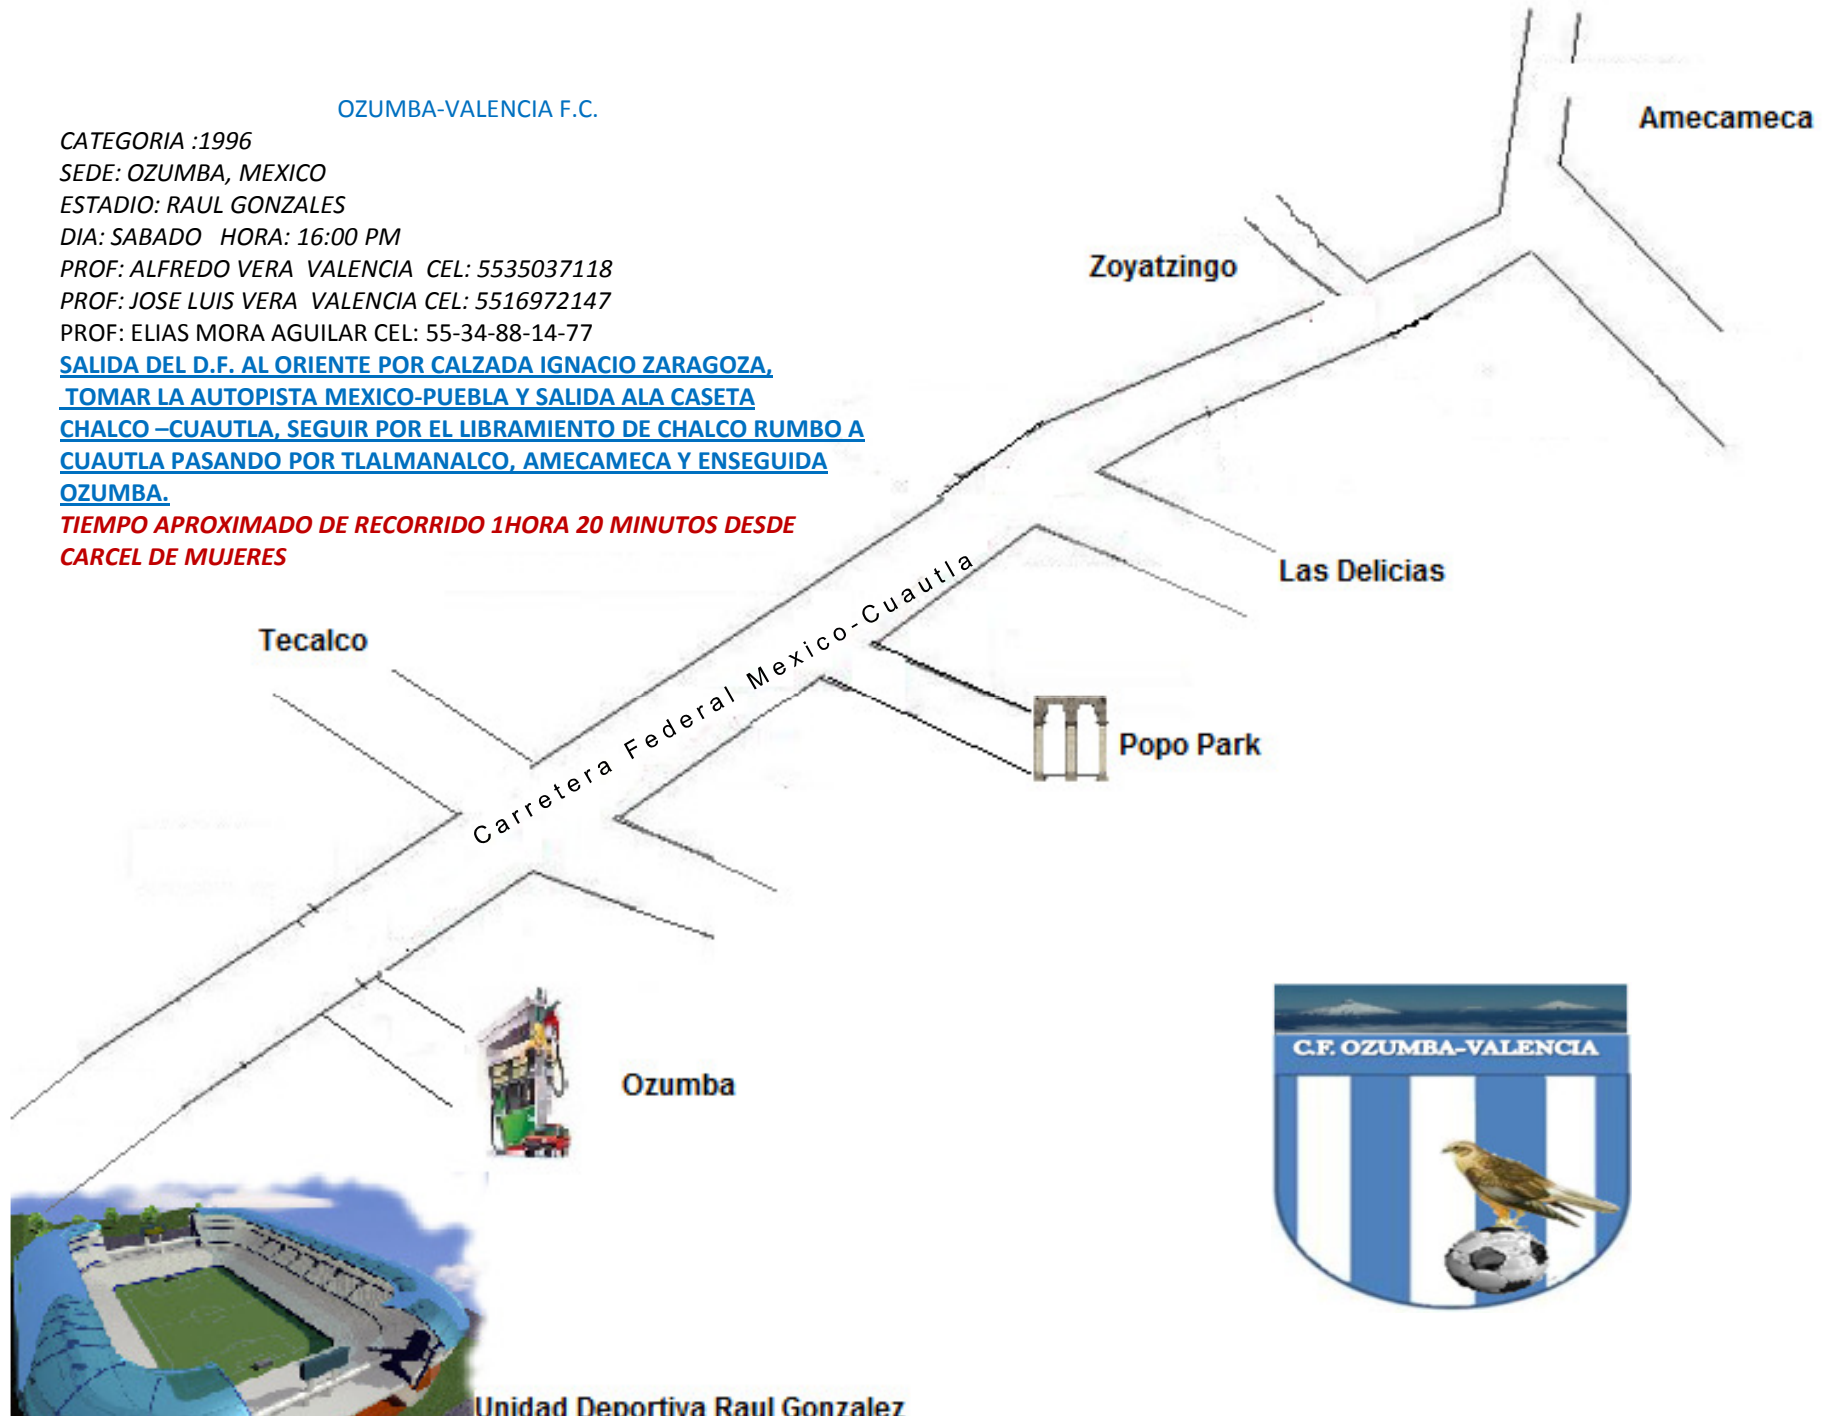 OZUMBA-VALENCIA F.C.
CATEGORIA :1996
SEDE: OZUMBA, MEXICO
ESTADIO: RAUL GONZALES
DIA: SABADO HORA: 16:00 PM
PROF: ALFREDO VERA VALENCIA CEL: 5535037118
PROF: JOSE LUIS VERA VALENCIA CEL: 5516972147
PROF: ELIAS MORA AGUILAR CEL: 55-34-88-14-77
SALIDA DEL D.F. AL ORIENTE POR CALZADA IGNACIO ZARAGOZA,
TOMAR LA AUTOPISTA MEXICO-PUEBLA Y SALIDA ALA CASETA
CHALCO –CUAUTLA, SEGUIR POR EL LIBRAMIENTO DE CHALCO RUMBO A
CUAUTLA PASANDO POR TLALMANALCO, AMECAMECA Y ENSEGUIDA
OZUMBA.
TIEMPO APROXIMADO DE RECORRIDO 1HORA 20 MINUTOS DESDE
CARCEL DE MUJERES
Amecameca
Zoyatzingo
Las Delicias
Tecalco
Carretera Federal Mexico-Cuautla
Popo Park
Ozumba
C.F. OZUMBA-VALENCIA
Unidad Deportiva Raul Gonzalez